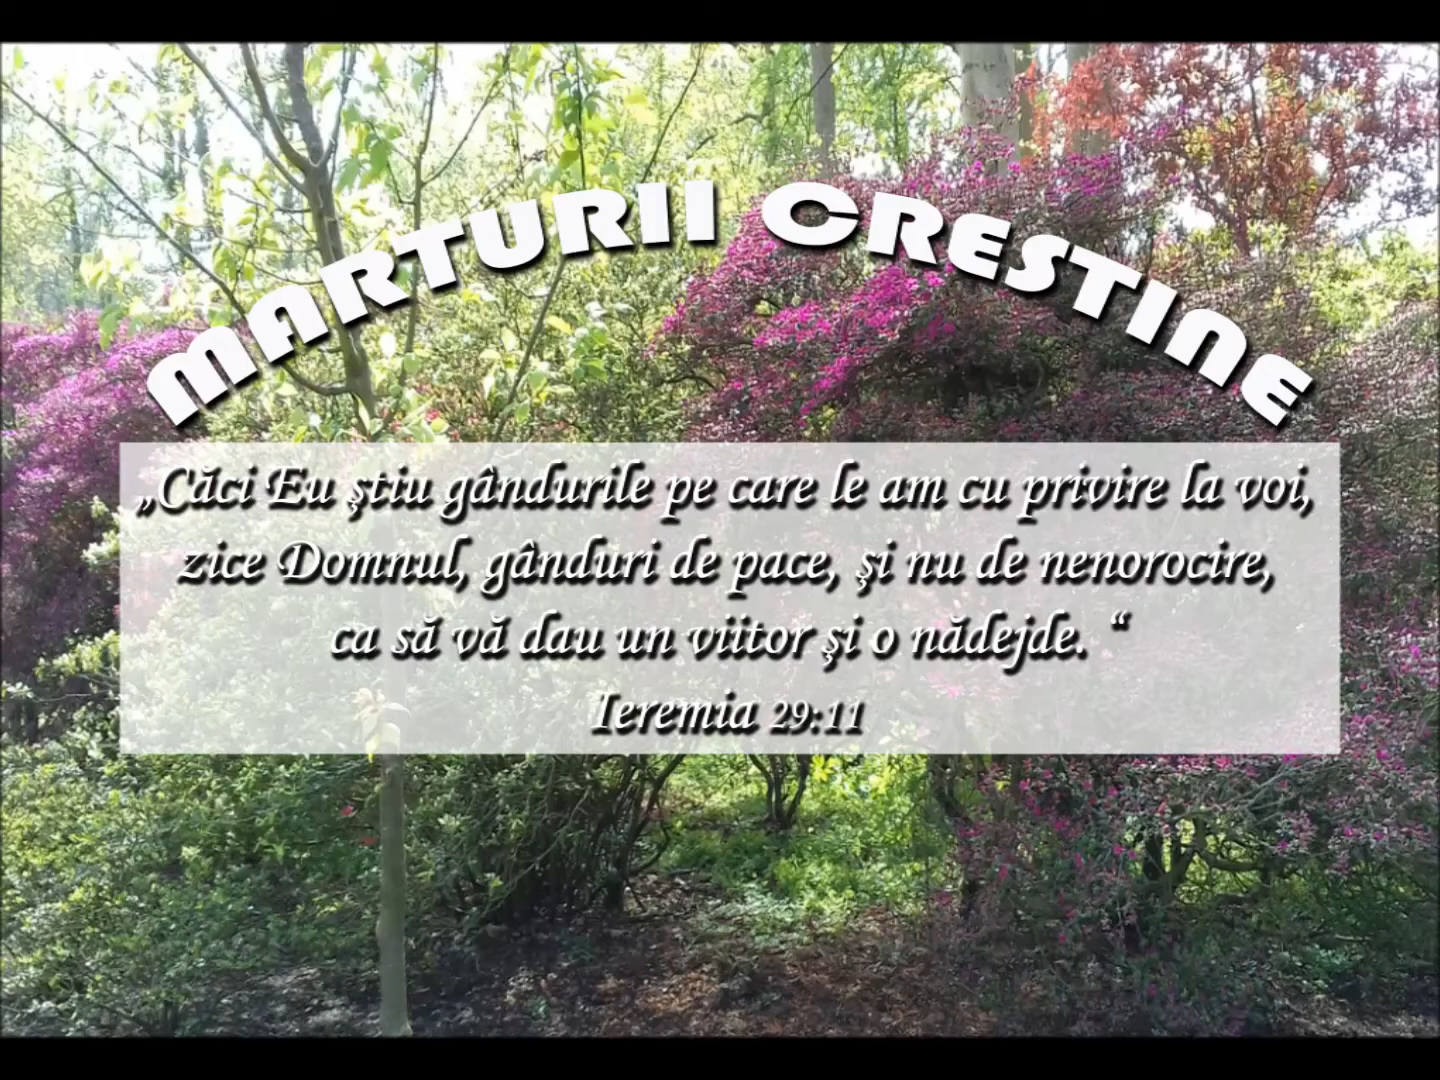 MARTURII CRESTINE
„Căci Eu ştiu gândurile pe care le am cu privire la voi,
zice Domnul, gânduri de pace, şi nu de nenorocire,
ca să vă dau un viitor şi o nădejde. “
Ieremia 29:11